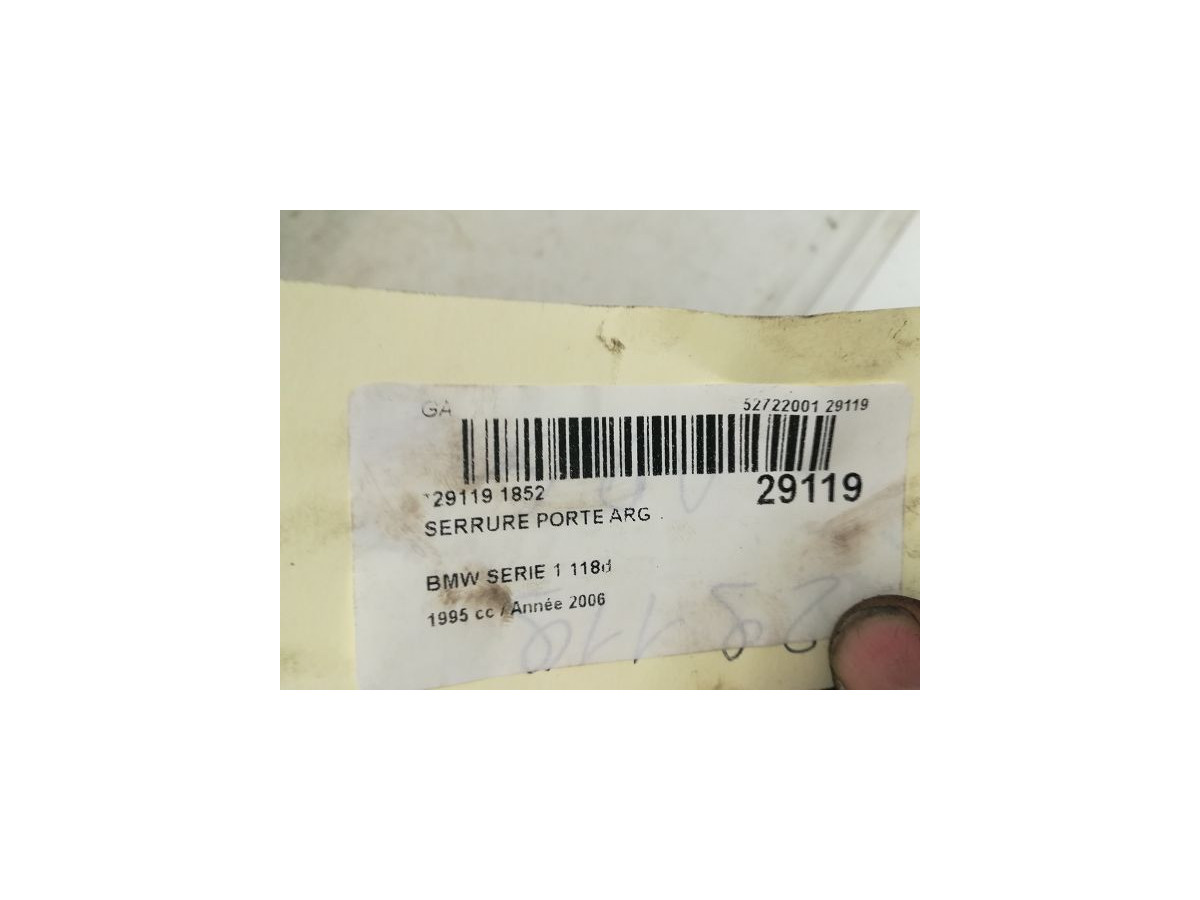 GA 52722001 29119
*29119 1852 29119
SERRURE PORTE ARG
BMW SERIE 1 118d
1995 cc / Année 2006